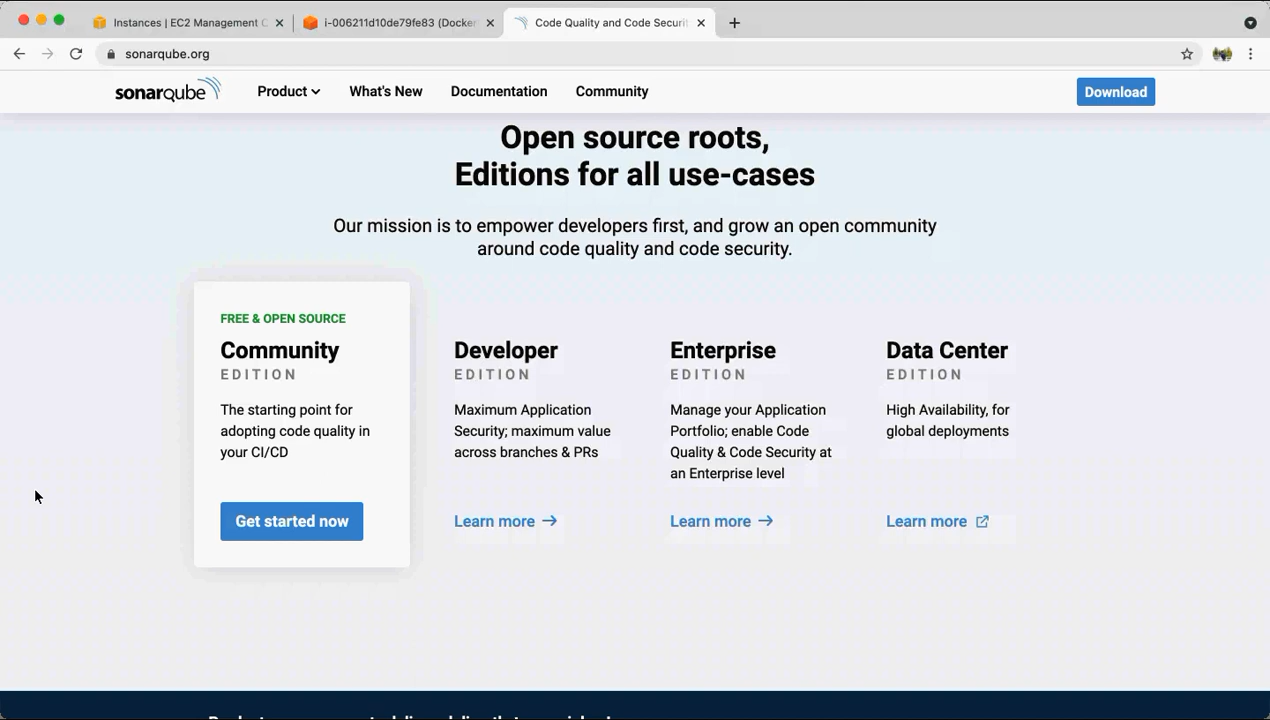 Instances | EC2 Management C
i-006211d10de79fe83 (Docker
Code Quality and Code Securit
sonarqube.org
sonarqube
Product
What's New
Documentation
Community
Download
Open source roots,
Editions for all use-cases
Our mission is to empower developers first, and grow an open community
around code quality and code security.
FREE & OPEN SOURCE
Community
EDITION
The starting point for
adopting code quality in
your CI/CD
Get started now
Developer
EDITION
Maximum Application
Security; maximum value
across branches & PRs
Learn more
Enterprise
EDITION
Manage your Application
Portfolio; enable Code
Quality & Code Security at
an Enterprise level
Learn more
Data Center
EDITION
High Availability, for
global deployments
Learn more